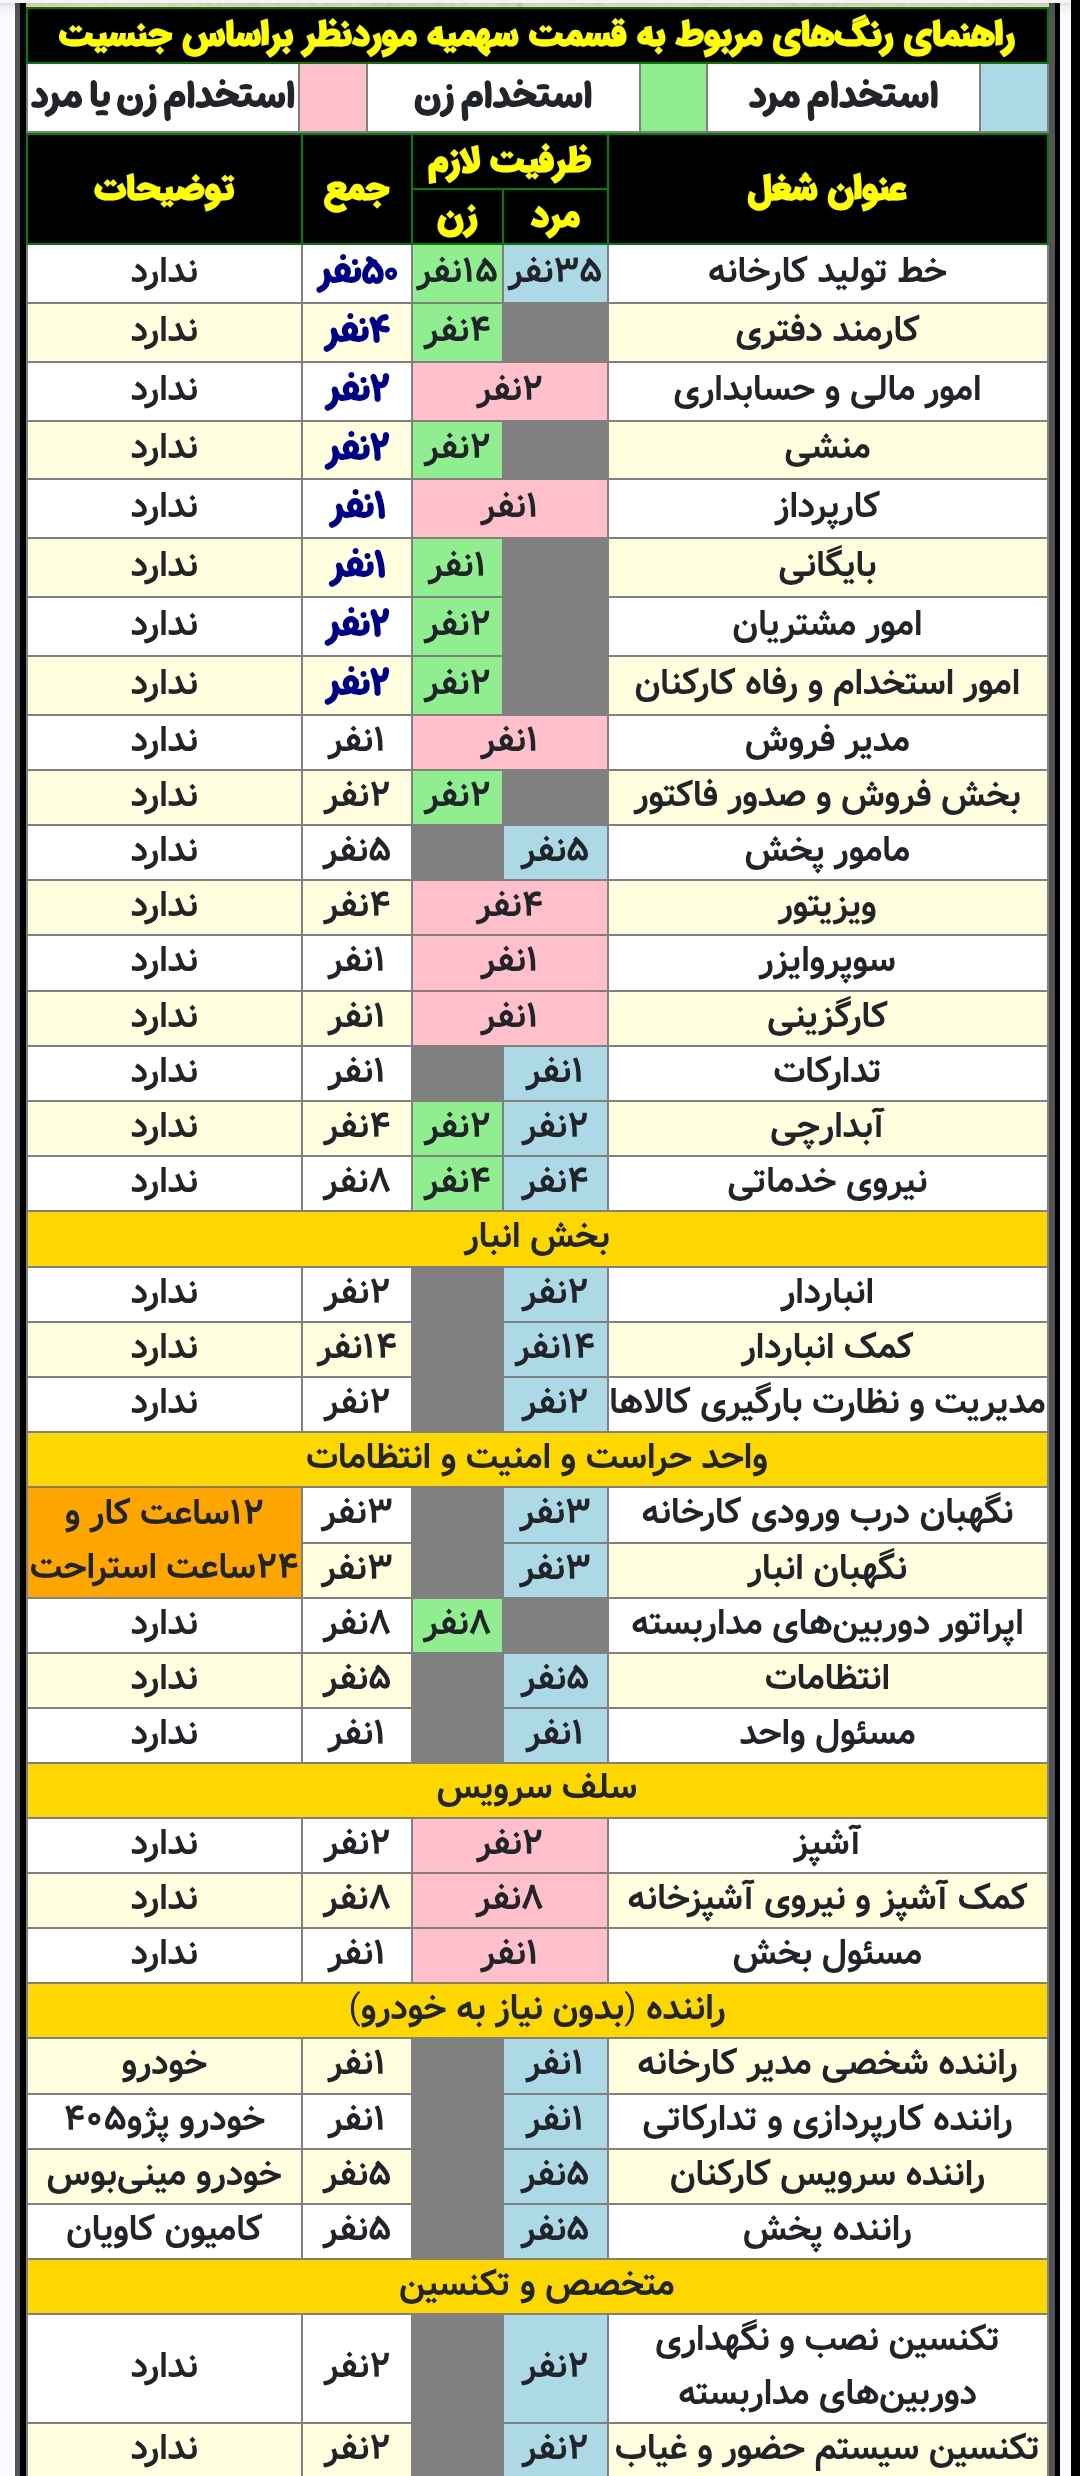 راهنمای رنگ‌های مربوط به قسمت سهمیه موردنظر براساس جنسیت
استخدام مرد استخدام زن استخدام زن یا مرد
عنوان شغل ظرفیت لازم جمع توضیحات
مرد زن
خط تولید کارخانه ۳۵نفر ۱۵نفر ۵۰نفر ندارد
کارمند دفتری ۴نفر ۴نفر ندارد
امور مالی و حسابداری ۲نفر ۲نفر ندارد
منشی ۲نفر ۲نفر ندارد
کارپرداز ۱نفر ۱نفر ندارد
بایگانی ۱نفر ۱نفر ندارد
امور مشتریان ۲نفر ۲نفر ندارد
امور استخدام و رفاه کارکنان ۲نفر ۲نفر ندارد
مدیر فروش ۱نفر ۱نفر ندارد
بخش فروش و صدور فاکتور ۲نفر ۲نفر ندارد
مامور پخش ۵نفر ۵نفر ندارد
ویزیتور ۴نفر ۴نفر ندارد
سوپروایزر ۱نفر ۱نفر ندارد
کارگزینی ۱نفر ۱نفر ندارد
تدارکات ۱نفر ۱نفر ندارد
آبدارچی ۲نفر ۲نفر ۴نفر ندارد
نیروی خدماتی ۴نفر ۴نفر ۸نفر ندارد
بخش انبار
انباردار ۲نفر ۲نفر ندارد
کمک انباردار ۱۴نفر ۱۴نفر ندارد
مدیریت و نظارت بارگیری کالاها ۲نفر ۲نفر ندارد
واحد حراست و امنیت و انتظامات
نگهبان درب ورودی کارخانه ۳نفر ۳نفر ۱۲ساعت کار و
نگهبان انبار ۳نفر ۳نفر ۲۴ساعت استراحت
اپراتور دوربین‌های مداربسته ۸نفر ۸نفر ندارد
انتظامات ۵نفر ۵نفر ندارد
مسئول واحد ۱نفر ۱نفر ندارد
سلف سرویس
آشپز ۲نفر ۲نفر ندارد
کمک آشپز و نیروی آشپزخانه ۸نفر ۸نفر ندارد
مسئول بخش ۱نفر ۱نفر ندارد
راننده (بدون نیاز به خودرو)
راننده شخصی مدیر کارخانه ۱نفر ۱نفر خودرو
راننده کارپردازی و تدارکاتی ۱نفر ۱نفر خودرو پژو۴۰۵
راننده سرویس کارکنان ۵نفر ۵نفر خودرو مینی‌بوس
راننده پخش ۵نفر ۵نفر کامیون کاویان
متخصص و تکنسین
تکنسین نصب و نگهداری
دوربین‌های مداربسته ۲نفر ۲نفر ندارد
تکنسین سیستم حضور و غیاب ۲نفر ۲نفر ندارد